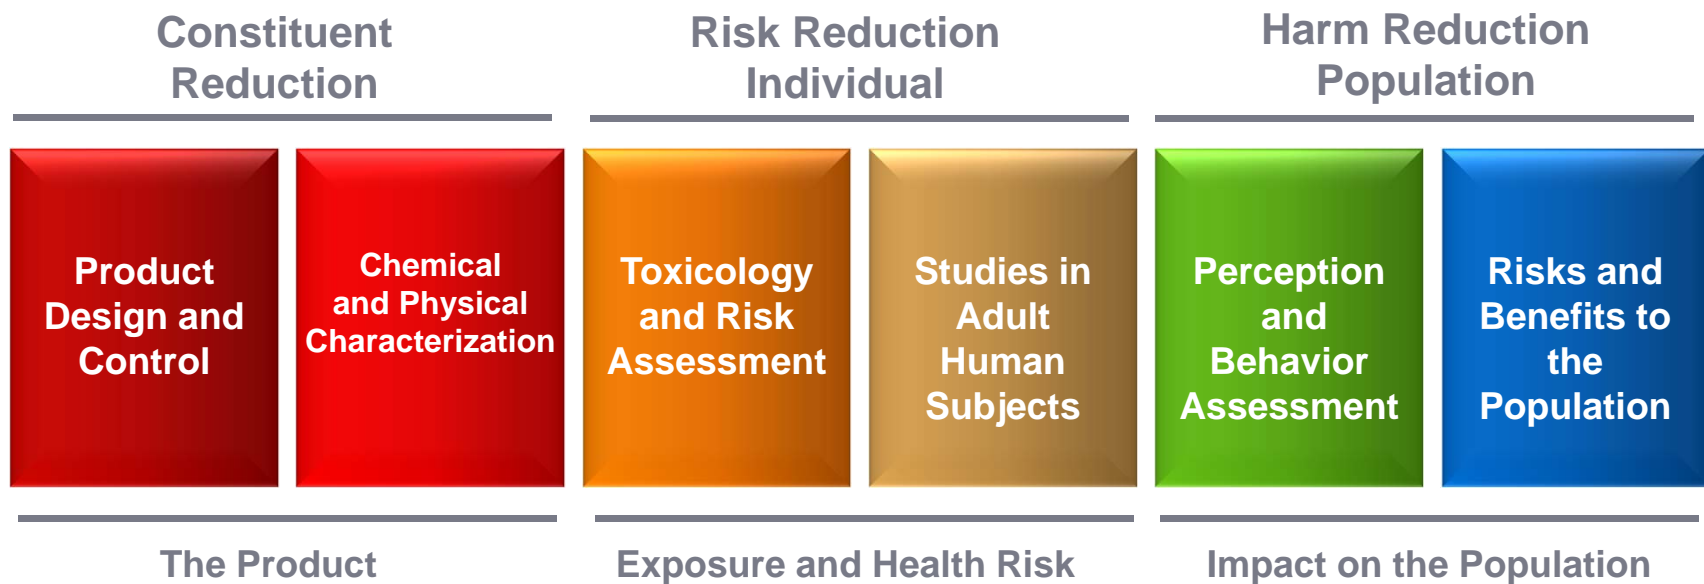 Constituent
Reduction
Risk Reduction
Individual
Harm Reduction
Population
Product
Design and
Control
Chemical
and Physical
Characterization
Toxicology
and Risk
Assessment
Studies in
Adult
Human
Subjects
Perception
and
Behavior
Assessment
Risks and
Benefits to
the
Population
The Product
Exposure and Health Risk
Impact on the Population